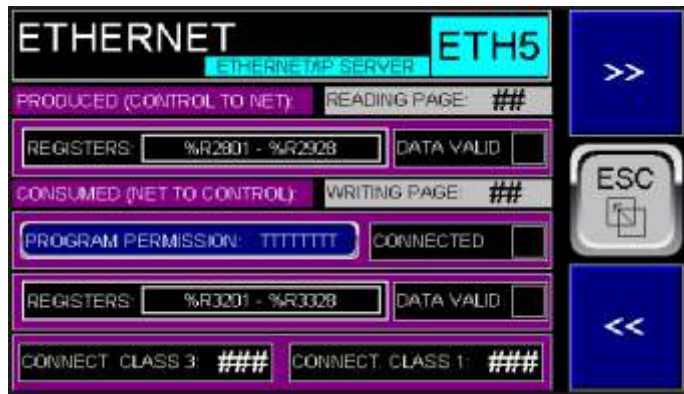 ETHERNET
ETH5
ETHERNET/IP SERVER
>>
PRODUCED (CONTROL TO NET):
READING PAGE: ##
REGISTERS: %R2801 - %R2928
DATA VALID
ESC
CONSUMED (NET TO CONTROL):
WRITING PAGE: ##
PROGRAM PERMISSION: TTTTTTTT
CONNECTED
REGISTERS: %R3201 - %R3328
DATA VALID
<<
CONNECT. CLASS 3: ###
CONNECT. CLASS 1: ###